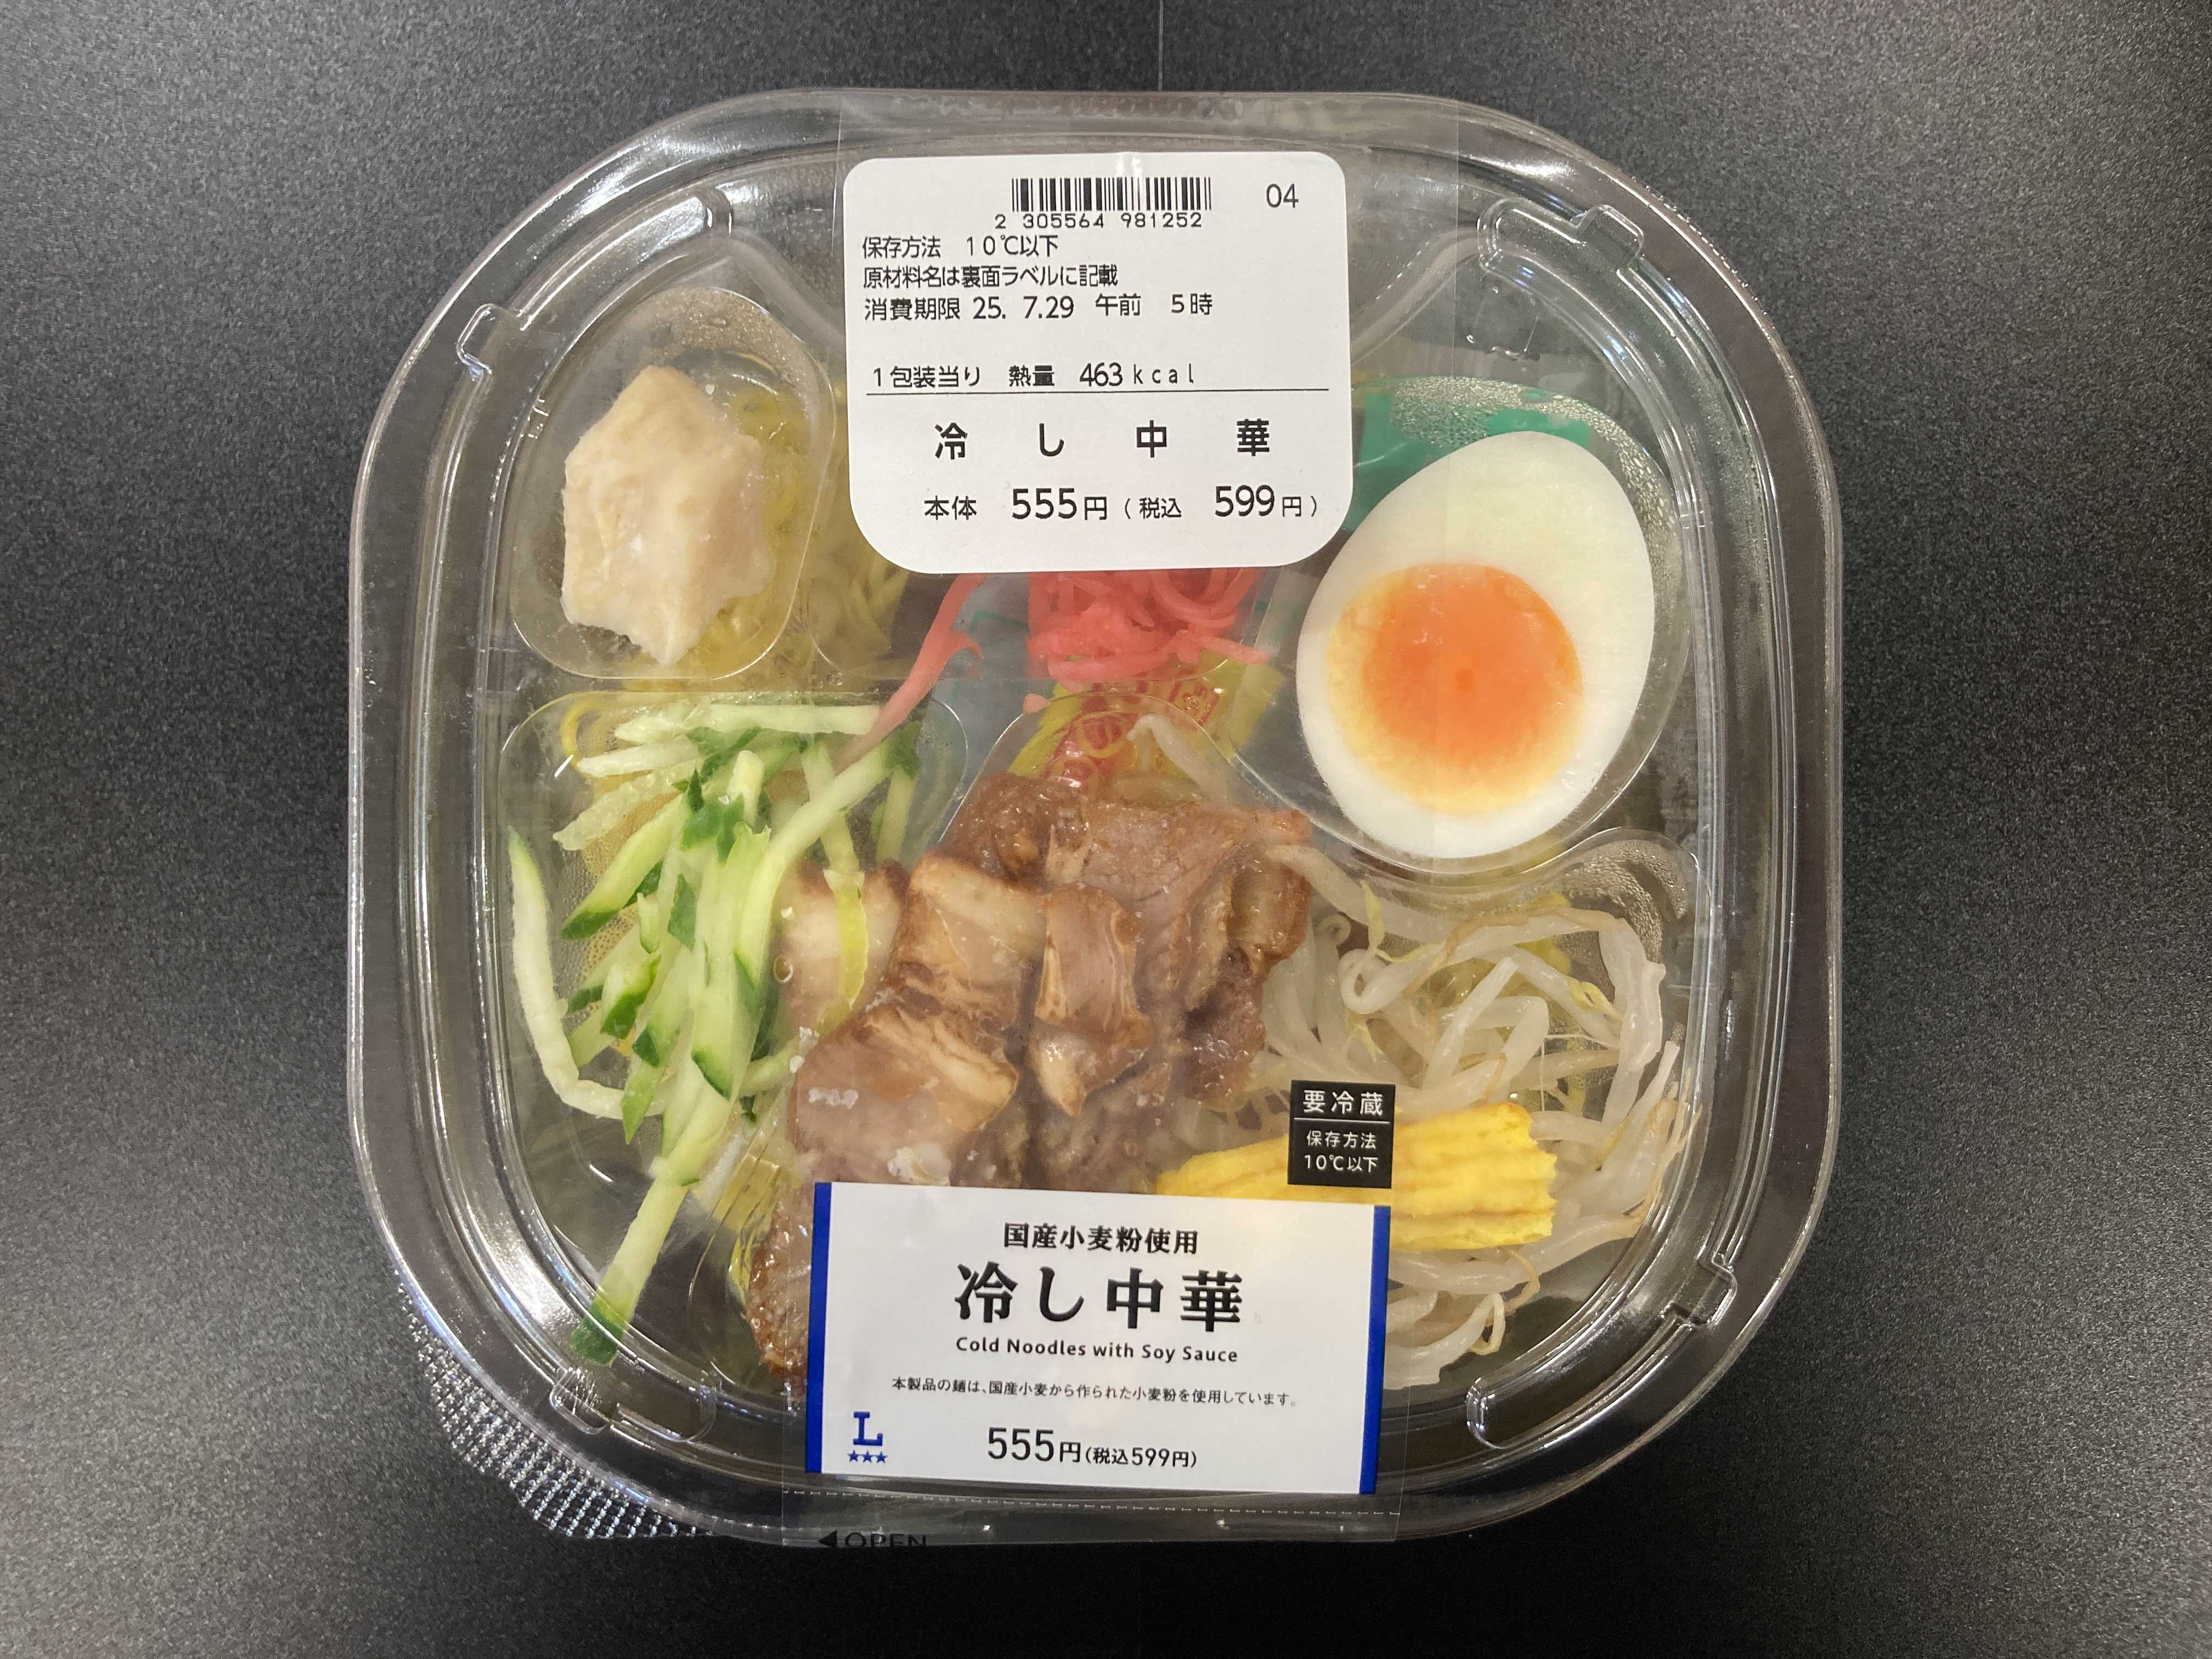 04
2 305564 981252
保存方法 10℃以下
原材料名は裏面ラベルに記載
消費期限 25. 7.29 午前 5時
1包装当り 熱量 463kcal
冷し中華
本体 555円(税込 599円)
要冷蔵
保存方法
10℃以下
国産小麦粉使用
冷し中華
Cold Noodles with Soy Sauce
本製品の麺は、国産小麦から作られた小麦粉を使用しています。
L
★★★
555円(税込599円)
◀OPEN